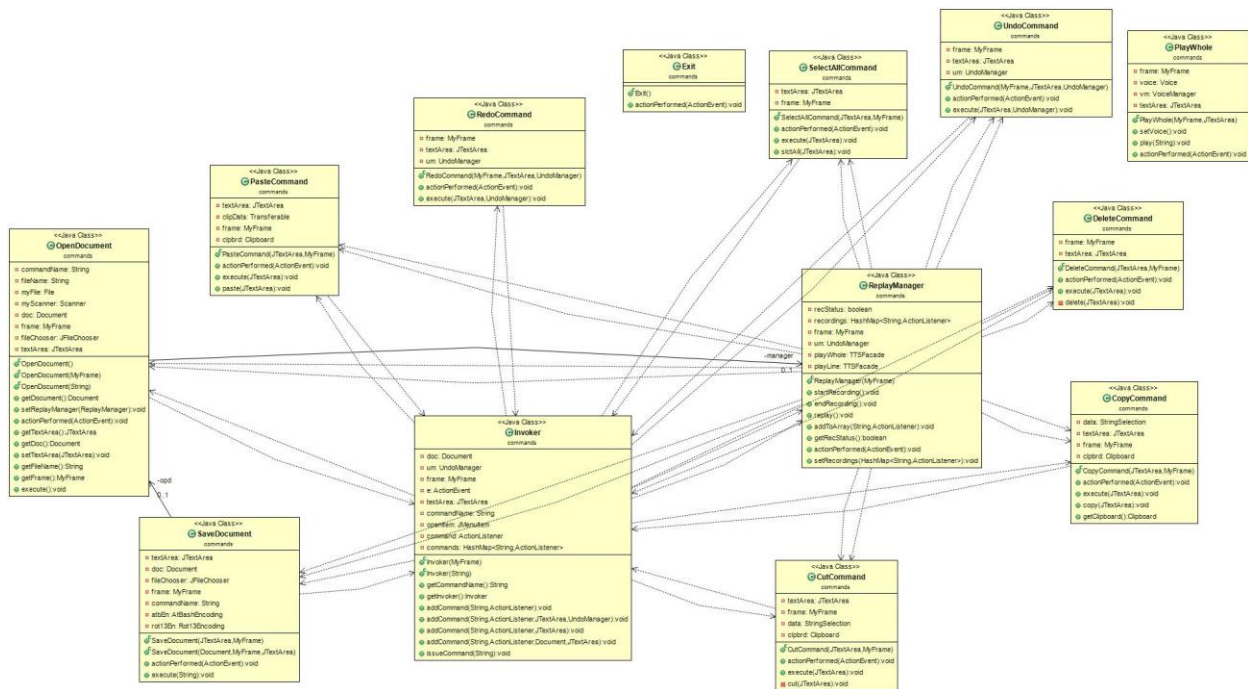 <<Java Class>>
UndoCommand
commands
frame: MyFrame
textArea: JTextArea
um: UndoManager
UndoCommand(MyFrame,JTextArea,UndoManager)
actionPerformed(ActionEvent):void
execute(JTextArea,UndoManager):void
<<Java Class>>
PlayWhole
commands
frame: MyFrame
voice: Voice
vm: VoiceManager
textArea: JTextArea
PlayWhole(MyFrame,JTextArea)
setVoice():void
play(String):void
actionPerformed(ActionEvent):void
<<Java Class>>
Exit
commands
Exit()
actionPerformed(ActionEvent):void
<<Java Class>>
SelectAllCommand
commands
textArea: JTextArea
frame: MyFrame
SelectAllCommand(JTextArea,MyFrame)
actionPerformed(ActionEvent):void
execute(JTextArea):void
slctAll(JTextArea):void
<<Java Class>>
RedoCommand
commands
frame: MyFrame
textArea: JTextArea
um: UndoManager
RedoCommand(MyFrame,JTextArea,UndoManager)
actionPerformed(ActionEvent):void
execute(JTextArea,UndoManager):void
<<Java Class>>
PasteCommand
commands
textArea: JTextArea
clipData: Transferable
frame: MyFrame
clpbrd: Clipboard
PasteCommand(JTextArea,MyFrame)
actionPerformed(ActionEvent):void
execute(JTextArea):void
paste(JTextArea):void
<<Java Class>>
DeleteCommand
commands
frame: MyFrame
textArea: JTextArea
DeleteCommand(JTextArea,MyFrame)
actionPerformed(ActionEvent):void
execute(JTextArea):void
delete(JTextArea):void
<<Java Class>>
OpenDocument
commands
commandName: String
fileName: String
myFile: File
myScanner: Scanner
doc: Document
frame: MyFrame
fileChooser: JFileChooser
textArea: JTextArea
OpenDocument()
OpenDocument(MyFrame)
OpenDocument(String)
getDocument():Document
setReplayManager(ReplayManager):void
actionPerformed(ActionEvent):void
getTextArea():JTextArea
getDoc():Document
setTextArea(JTextArea):void
getFileName():String
getFrame():MyFrame
execute():void
<<Java Class>>
ReplayManager
commands
recStatus: boolean
recordings: HashMap<String,ActionListener>
frame: MyFrame
um: UndoManager
playWhole: TTSFacade
playLine: TTSFacade
ReplayManager(MyFrame)
startRecording():void
endRecording():void
replay():void
addToArray(String,ActionListener):void
getRecStatus():boolean
actionPerformed(ActionEvent):void
setRecordings(HashMap<String,ActionListener>):void
-manager
0..1
<<Java Class>>
CopyCommand
commands
data: StringSelection
textArea: JTextArea
frame: MyFrame
clpbrd: Clipboard
CopyCommand(JTextArea,MyFrame)
actionPerformed(ActionEvent):void
execute(JTextArea):void
copy(JTextArea):void
getClipboard():Clipboard
<<Java Class>>
Invoker
commands
doc: Document
um: UndoManager
frame: MyFrame
e: ActionEvent
textArea: JTextArea
commandName: String
openItem: JMenuItem
command: ActionListener
commands: HashMap<String,ActionListener>
Invoker(MyFrame)
Invoker(String)
getCommandName():String
getInvoker():Invoker
addCommand(String,ActionListener):void
addCommand(String,ActionListener,JTextArea,UndoManager):void
addCommand(String,ActionListener,JTextArea):void
addCommand(String,ActionListener,Document,JTextArea):void
issueCommand(String):void
-opd
0..1
<<Java Class>>
SaveDocument
commands
textArea: JTextArea
doc: Document
fileChooser: JFileChooser
frame: MyFrame
commandName: String
atbEn: AtBashEncoding
rot13En: Rot13Encoding
SaveDocument(JTextArea,MyFrame)
SaveDocument(Document,MyFrame,JTextArea)
actionPerformed(ActionEvent):void
execute(String):void
<<Java Class>>
CutCommand
commands
textArea: JTextArea
frame: MyFrame
data: StringSelection
clpbrd: Clipboard
CutCommand(JTextArea,MyFrame)
actionPerformed(ActionEvent):void
execute(JTextArea):void
cut(JTextArea):void